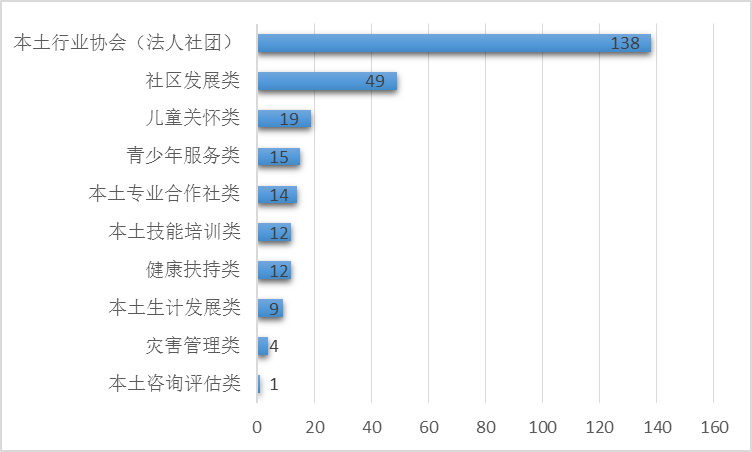 本土行业协会（法人社团） 138
社区发展类 49
儿童关怀类 19
青少年服务类 15
本土专业合作社类 14
本土技能培训类 12
健康扶持类 12
本土生计发展类 9
灾害管理类 4
本土咨询评估类 1
0 20 40 60 80 100 120 140 160